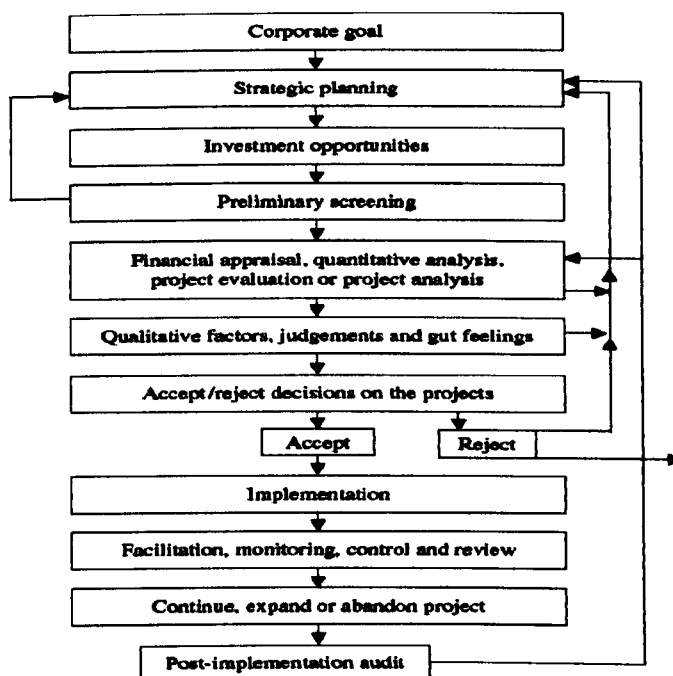 Corporate goal
Strategic planning
Investment opportunities
Preliminary screening
Financial appraisal, quantitative analysis,
project evaluation or project analysis
Qualitative factors, judgements and gut feelings
Accept/reject decisions on the projects
Accept
Reject
Implementation
Facilitation, monitoring, control and review
Continue, expand or abandon project
Post-implementation audit